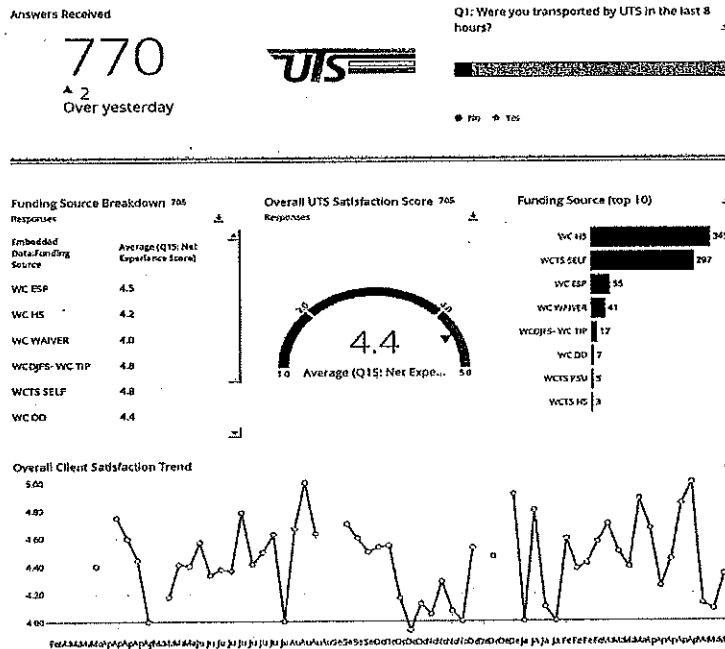 Answers Received
770
▲ 2
Over yesterday
UTS
Q1: Were you transported by UTS in the last 8
hours?
No Yes
Funding Source Breakdown 705
Responses
Embedded
Data:Funding
Source
Average (Q15: Net
Experience Score)
WC ESP 4.5
WC HS 4.2
WC WAIVER 4.0
WCDJFS- WC TIP 4.8
WCTS SELF 4.8
WC DD 4.4
Overall UTS Satisfaction Score 705
Responses
2.0
4.0
4.4
1.0
5.0
Average (Q15: Net Expe...
Funding Source (top 10)
WC HS
WCTS SELF 297
WC ESP 55
WC WAIVER 41
WCDJFS- WC TIP 17
WC DD 7
WCTS PSU 5
WCTS HS 3
Overall Client Satisfaction Trend
5.00
4.80
4.60
4.40
4.20
4.00